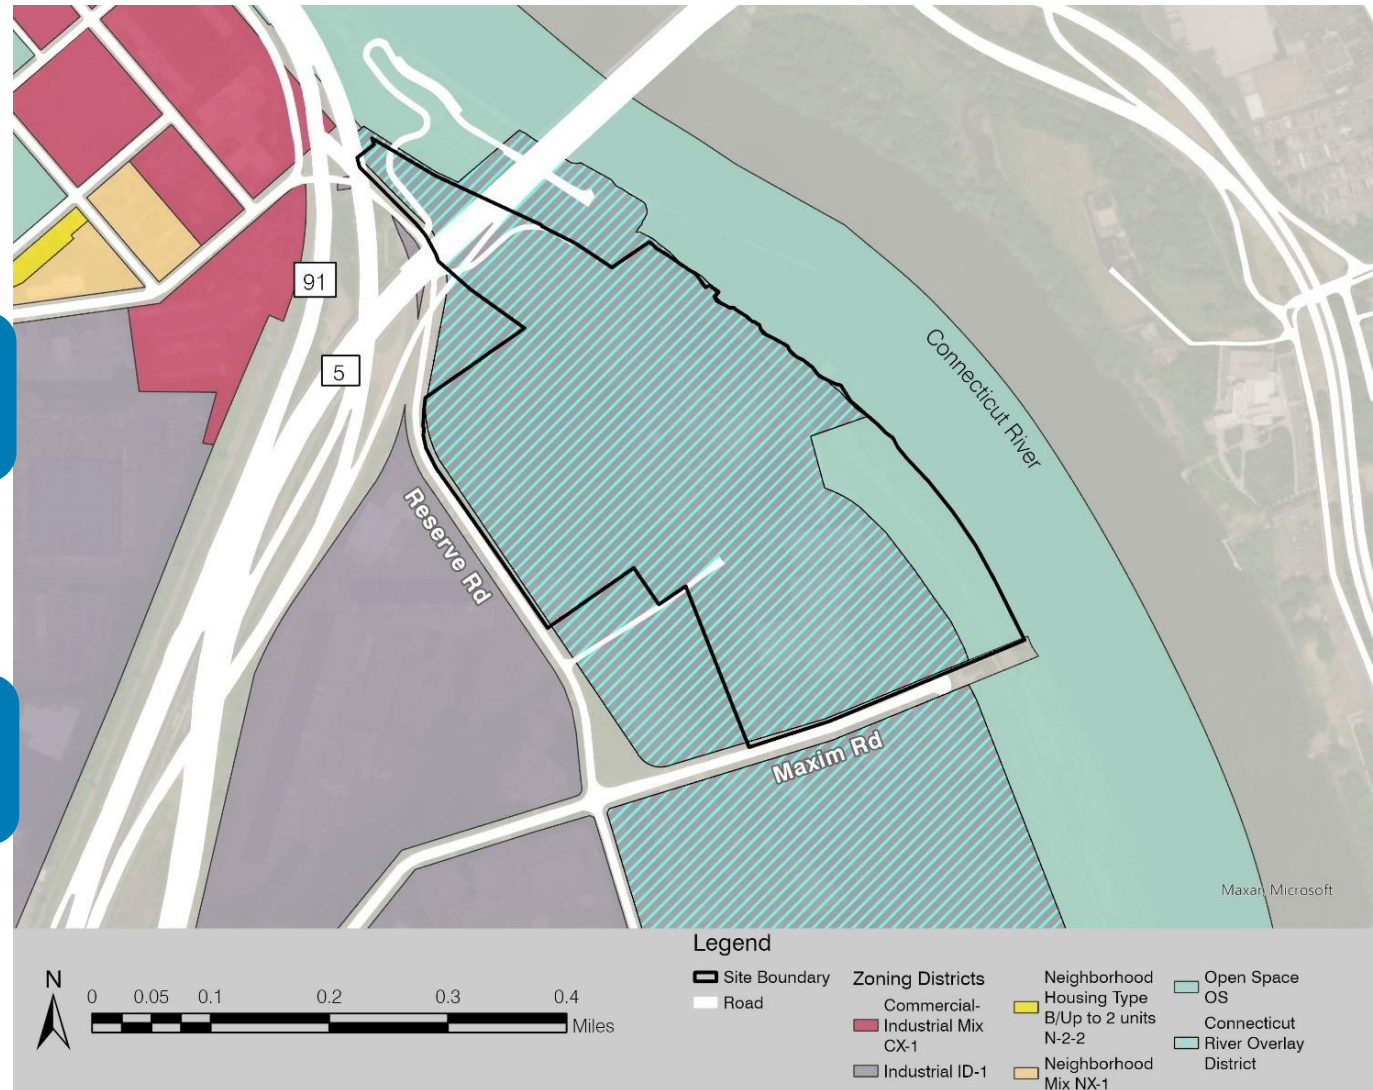 91
5
Connecticut River
Reserve Rd
Maxim Rd
Maxar, Microsoft
N
0 0.05 0.1 0.2 0.3 0.4
Miles
Legend
Site Boundary
Road
Zoning Districts
Commercial-
Industrial Mix
CX-1
Industrial ID-1
Neighborhood
Housing Type
B/Up to 2 units
N-2-2
Neighborhood
Mix NX-1
Open Space
OS
Connecticut
River Overlay
District